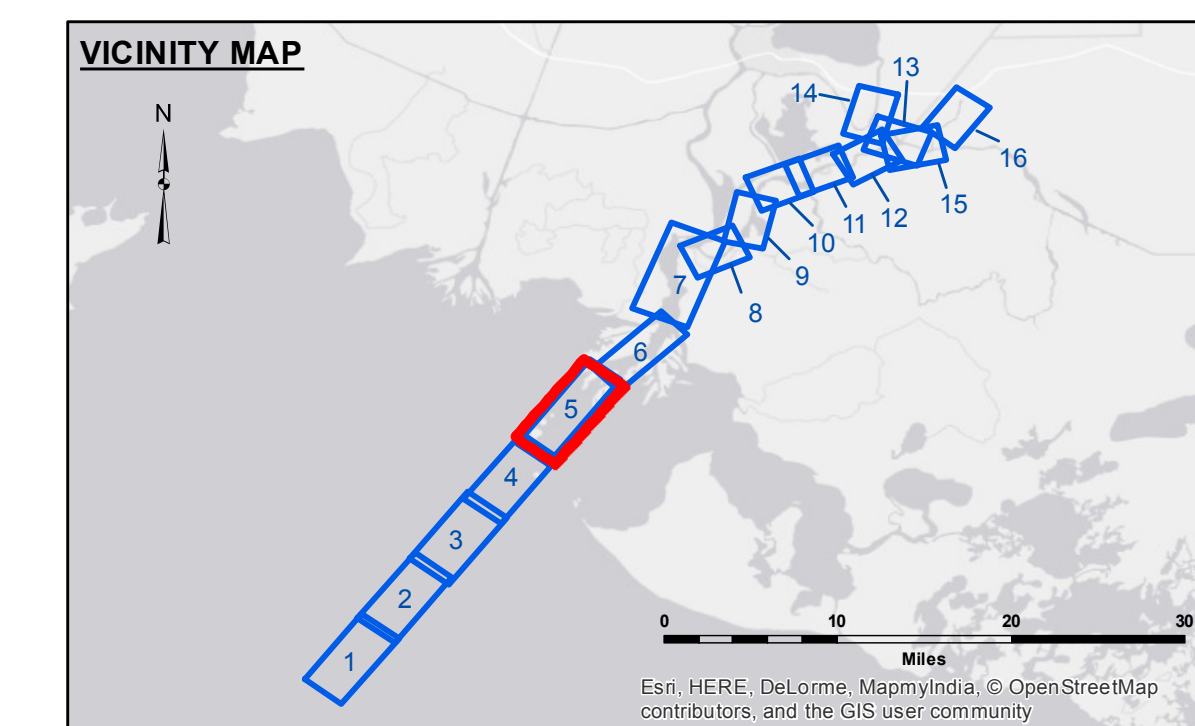 VICINITY MAP
N
13
14
16
15
12
11
10
9
8
7
6
5
4
3
2
1
0 10 20 30
Miles
Esri, HERE, DeLorme, MapmyIndia, © OpenStreetMap
contributors, and the GIS user community